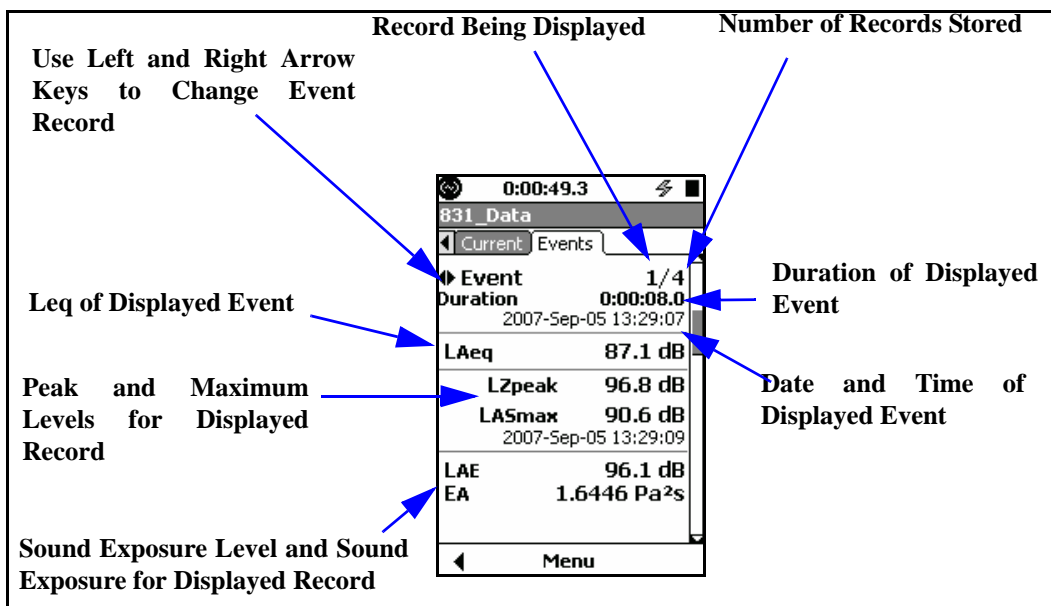 Record Being Displayed
Number of Records Stored
Use Left and Right Arrow
Keys to Change Event
Record
0:00:49.3
831_Data
Current Events
Event 1/4
Duration 0:00:08.0
2007-Sep-05 13:29:07
Duration of Displayed
Event
Leq of Displayed Event
LAeq 87.1 dB
Date and Time of
Displayed Event
Peak and Maximum
Levels for Displayed
Record
LZpeak 96.8 dB
LASmax 90.6 dB
2007-Sep-05 13:29:09
LAE 96.1 dB
EA 1.6446 Pa²s
Sound Exposure Level and Sound
Exposure for Displayed Record
Menu